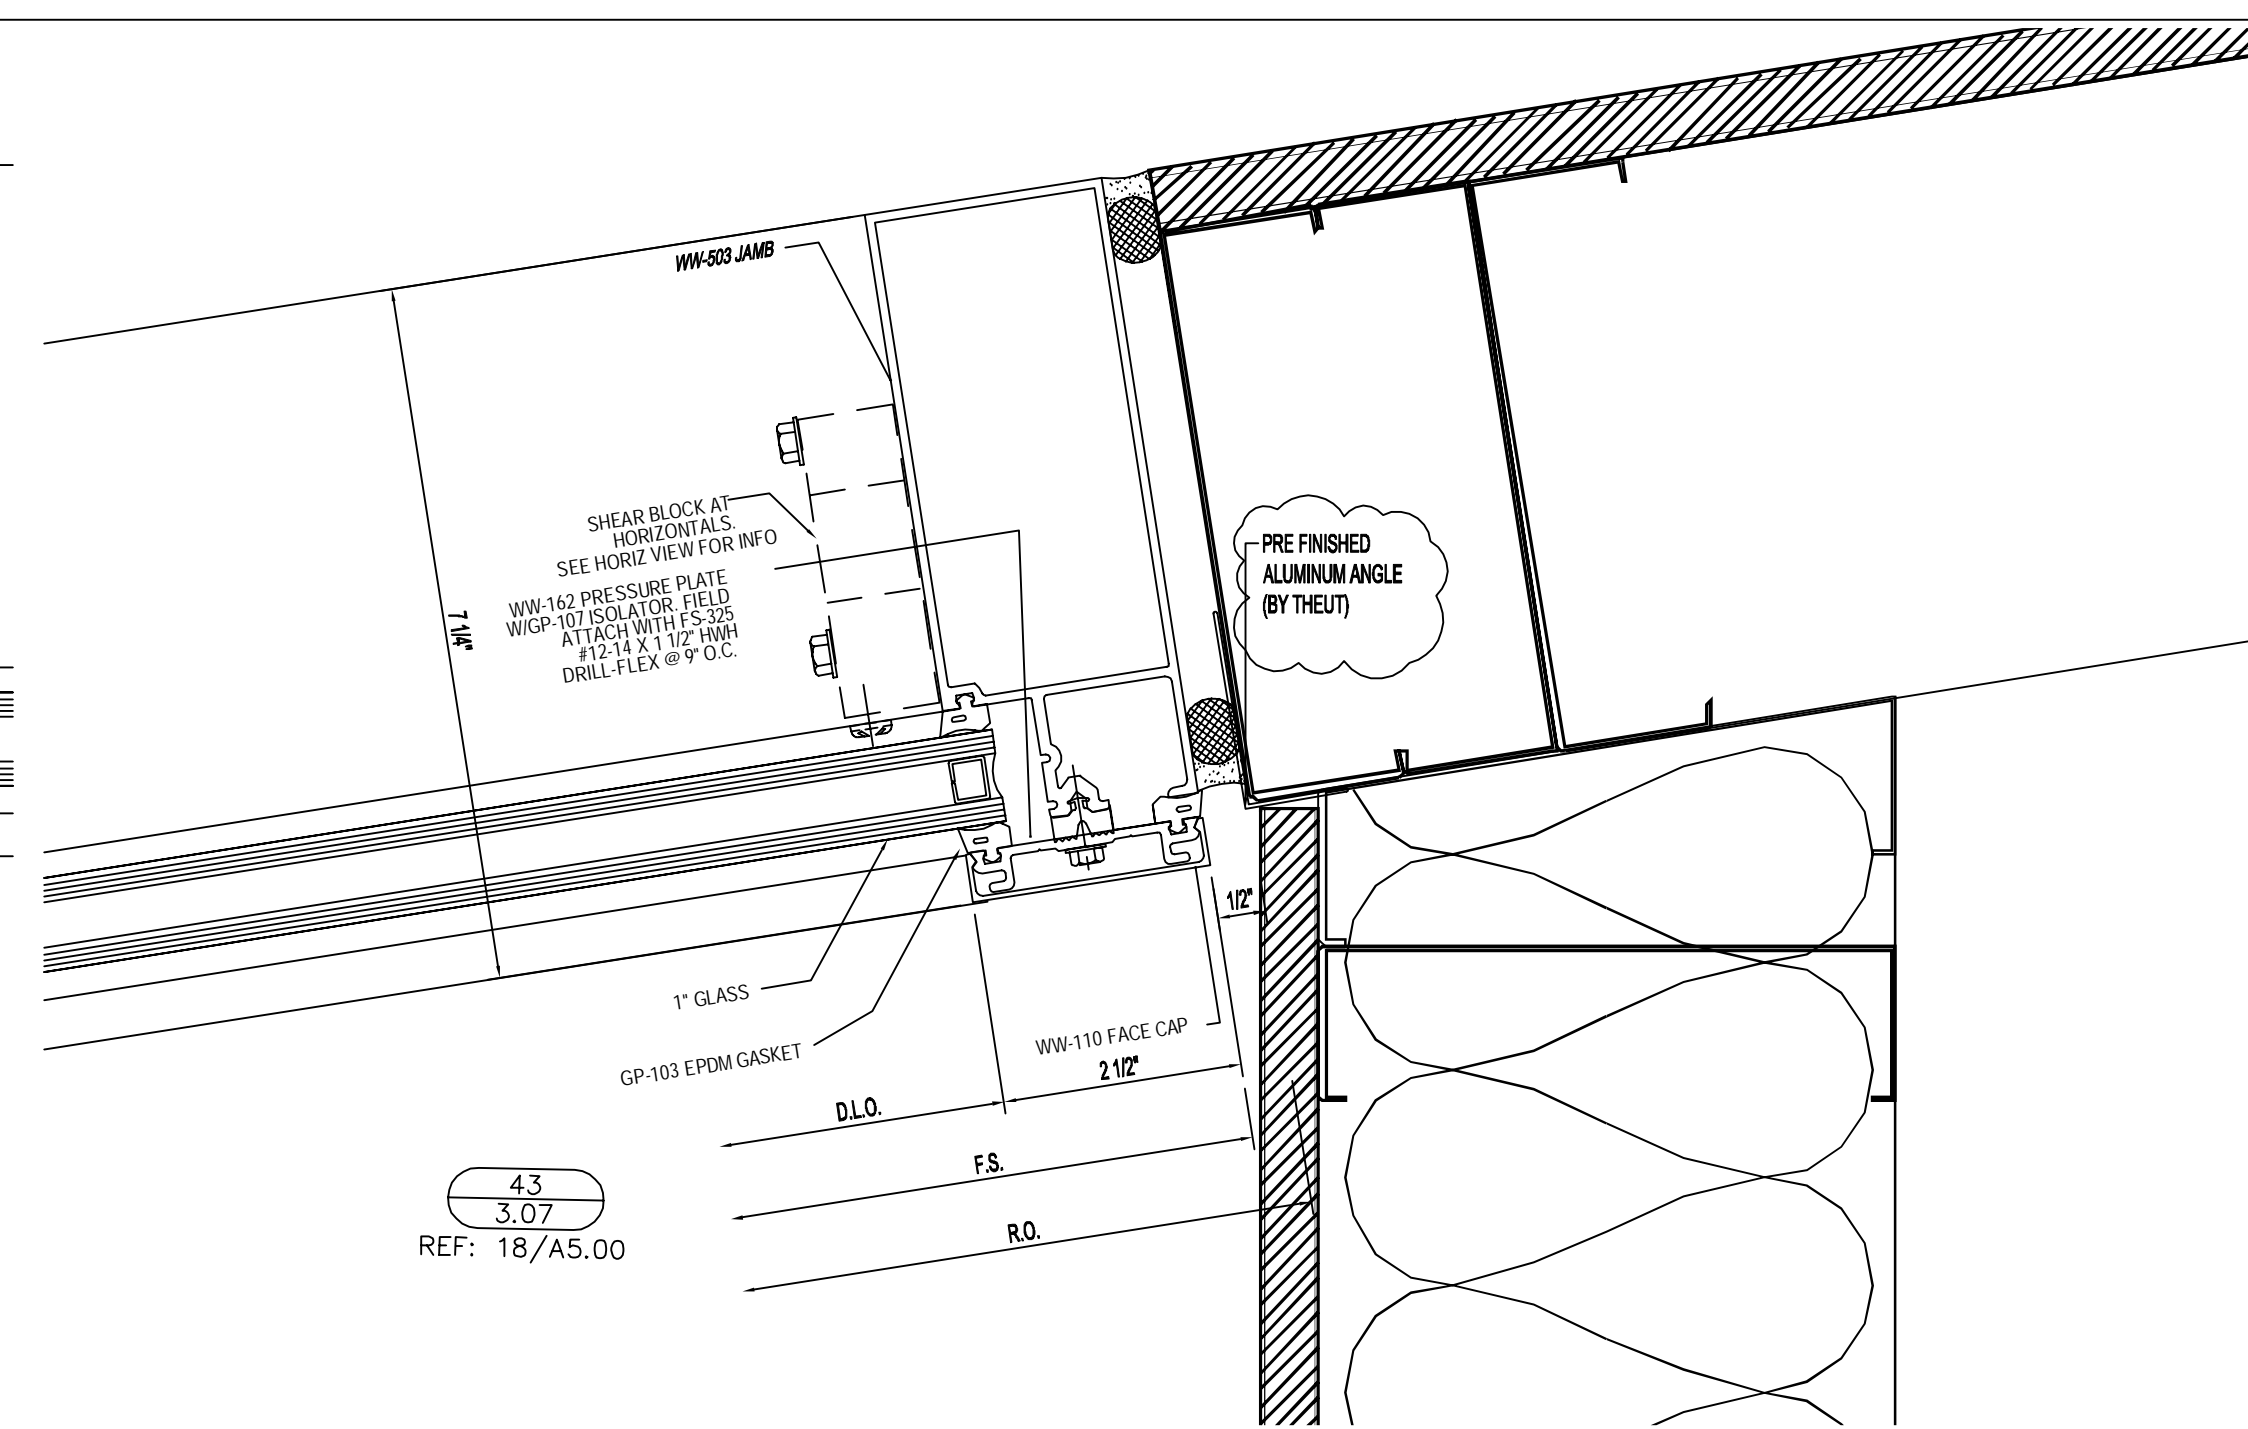 WW-503 JAMB
SHEAR BLOCK AT
HORIZONTALS.
SEE HORIZ VIEW FOR INFO
WW-162 PRESSURE PLATE
W/GP-107 ISOLATOR. FIELD
ATTACH WITH FS-325
#12-14 X 1 1/2" HWH
DRILL-FLEX @ 9" O.C.
7 1/4"
PRE FINISHED
ALUMINUM ANGLE
(BY THEUT)
1/2"
1" GLASS
GP-103 EPDM GASKET
WW-110 FACE CAP
2 1/2"
D.L.O.
F.S.
R.O.
43
3.07
REF: 18/A5.00